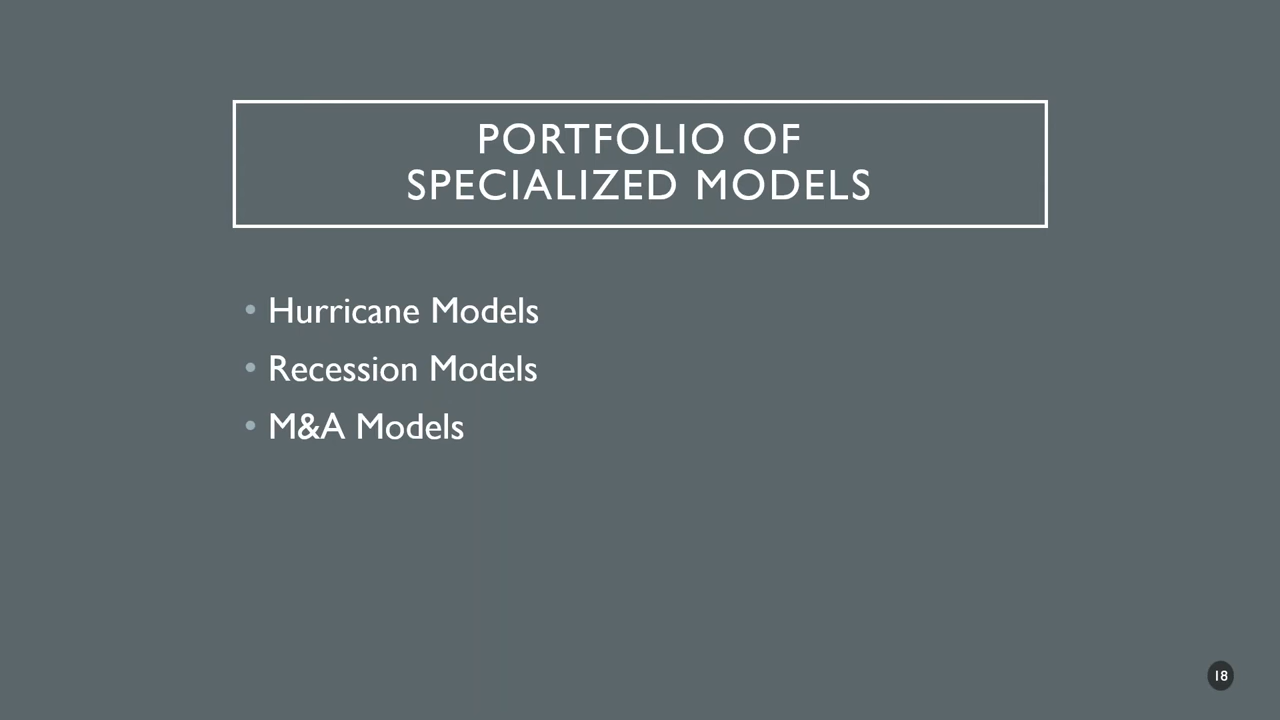 PORTFOLIO OF
SPECIALIZED MODELS
• Hurricane Models
• Recession Models
• M&A Models
18